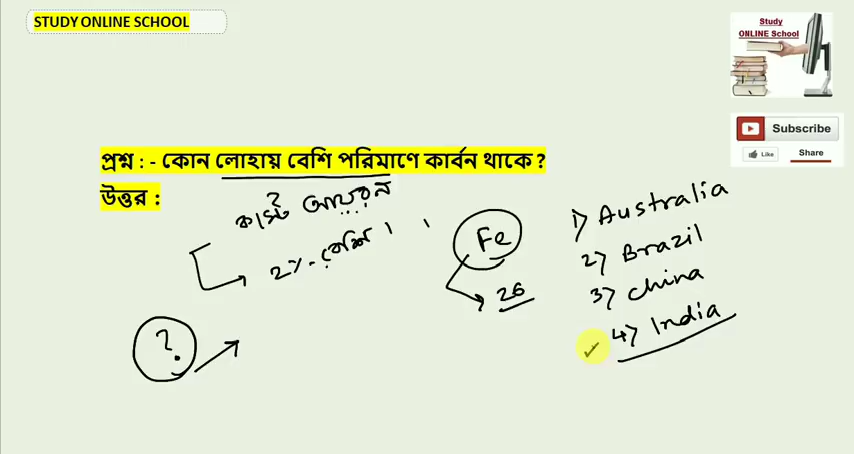 STUDY ONLINE SCHOOL
Study
ONLINE School
Subscribe
Like
Share
প্রশ্ন : - কোন লোহায় বেশি পরিমাণে কার্বন থাকে ?
উত্তর :
কাস্ট আয়রন
2%. বেশি ।
Fe
26
?
1) Australia
2) Brazil
3) China
4) India